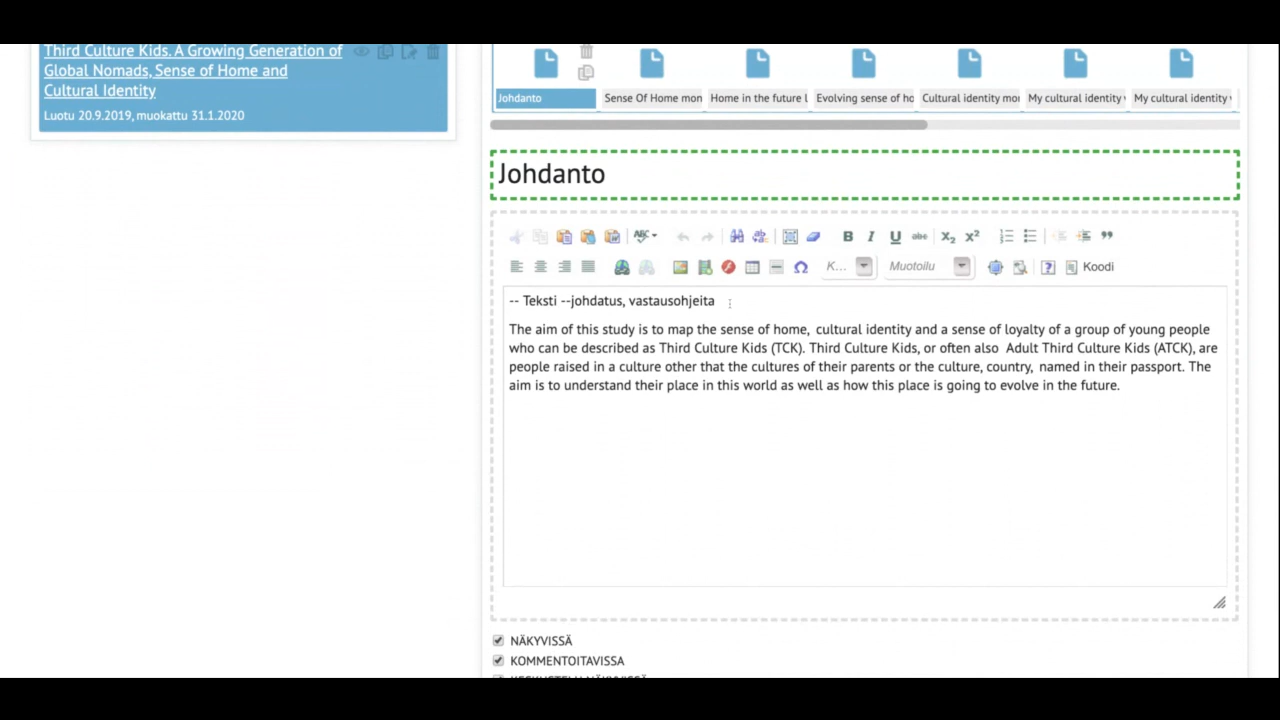 Third Culture Kids. A Growing Generation of
Global Nomads, Sense of Home and
Cultural Identity
Luotu 20.9.2019, muokattu 31.1.2020
Johdanto
Sense Of Home mon
Home in the future l
Evolving sense of ho
Cultural identity mor
My cultural identity
My cultural identity
Johdanto
ABC
B I U abc X₂ X²
K... Muotoilu ? Koodi
-- Teksti --johdatus, vastausohjeita
The aim of this study is to map the sense of home, cultural identity and a sense of loyalty of a group of young people
who can be described as Third Culture Kids (TCK). Third Culture Kids, or often also Adult Third Culture Kids (ATCK), are
people raised in a culture other that the cultures of their parents or the culture, country, named in their passport. The
aim is to understand their place in this world as well as how this place is going to evolve in the future.
NÄKYVISSÄ
KOMMENTOITAVISSA